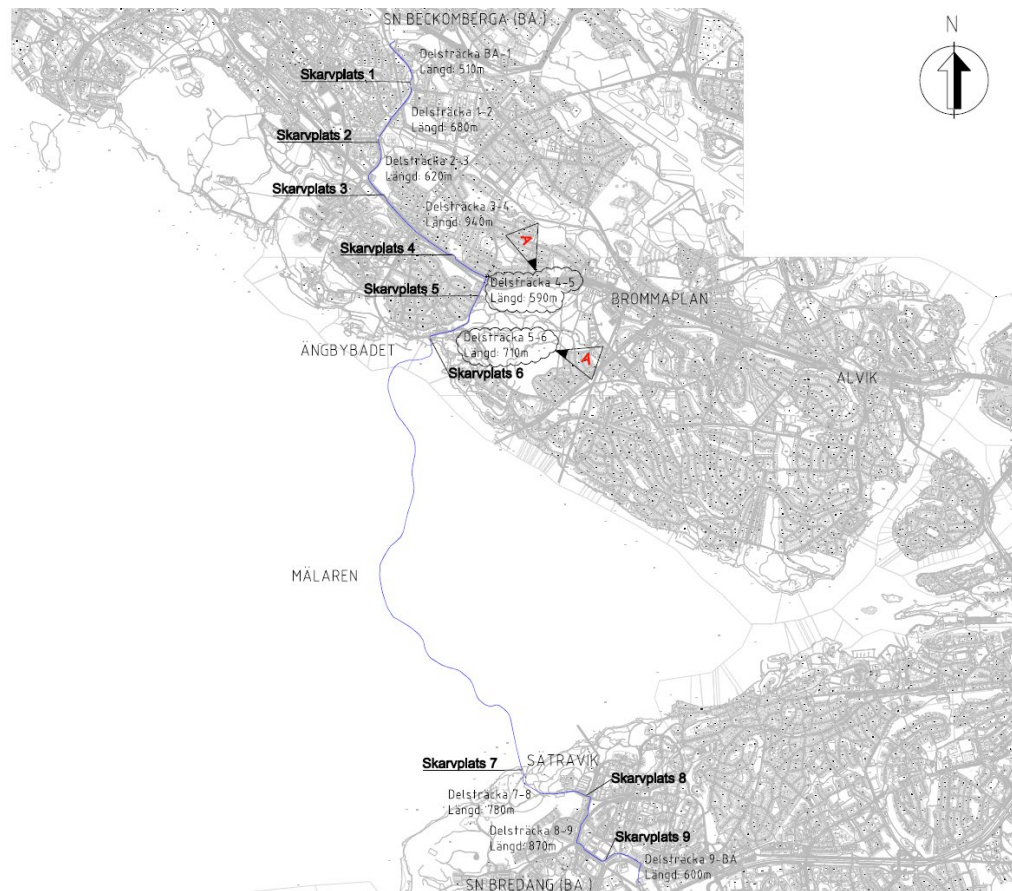 SN BECKOMBERGA (BA)
N
Delsträcka BA-1
Längd: 510m
Skarvplats 1
Delsträcka 1-2
Längd: 680m
Skarvplats 2
Delsträcka 2-3
Längd: 620m
Skarvplats 3
Delsträcka 3-4
Längd: 940m
A
Skarvplats 4
Delsträcka 4-5
Längd: 590m
Skarvplats 5
BROMMAPLAN
Delsträcka 5-6
Längd: 710m
A
ÄNGBYBADET
Skarvplats 6
ALVIK
MÄLAREN
Skarvplats 7
SÄTRAVIK
Skarvplats 8
Delsträcka 7-8
Längd: 780m
Delsträcka 8-9
Längd: 870m
Skarvplats 9
Delsträcka 9-BA
Längd: 600m
SN BREDÄNG (BA)